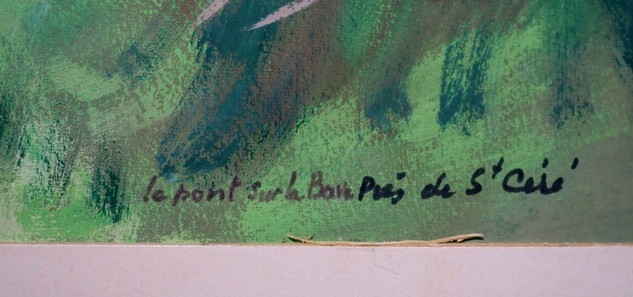 le pont sur la Bave Près de St Céré